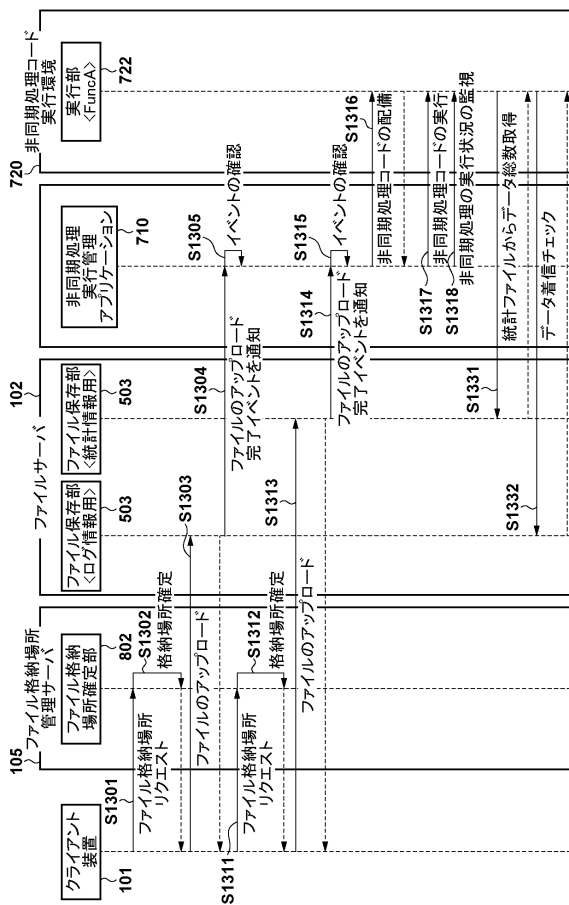 クライアント
装置
101
105
ファイル格納場所
管理サーバ
ファイル格納
場所確定部
802
102
ファイルサーバ
ファイル保存部
<ログ情報用>
503
ファイル保存部
<統計情報用>
503
非同期処理
実行管理
アプリケーション
710
720
非同期処理コード
実行環境
実行部
<FuncA>
722
S1301
ファイル格納場所
リクエスト
S1302
格納場所確定
S1303
ファイルのアップロード
S1304
ファイルのアップロード
完了イベントを通知
S1305
イベントの確認
S1311
ファイル格納場所
リクエスト
S1312
格納場所確定
S1313
ファイルのアップロード
S1314
ファイルのアップロード
完了イベントを通知
S1315
イベントの確認
S1316
非同期処理コードの配備
S1317
非同期処理コードの実行
S1318
非同期処理の実行状況の監視
S1331
統計ファイルからデータ総数取得
S1332
データ着信チェック